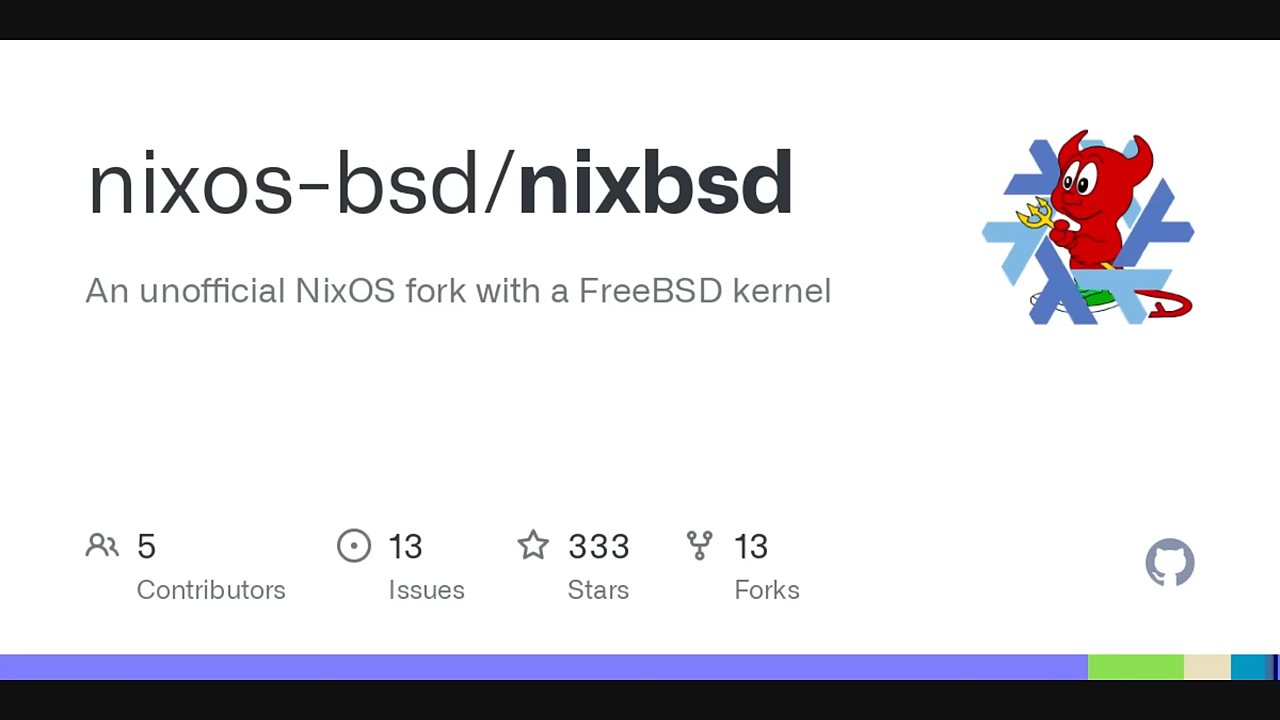 nixos-bsd/nixbsd
An unofficial NixOS fork with a FreeBSD kernel
5 13 333 13
Contributors Issues Stars Forks